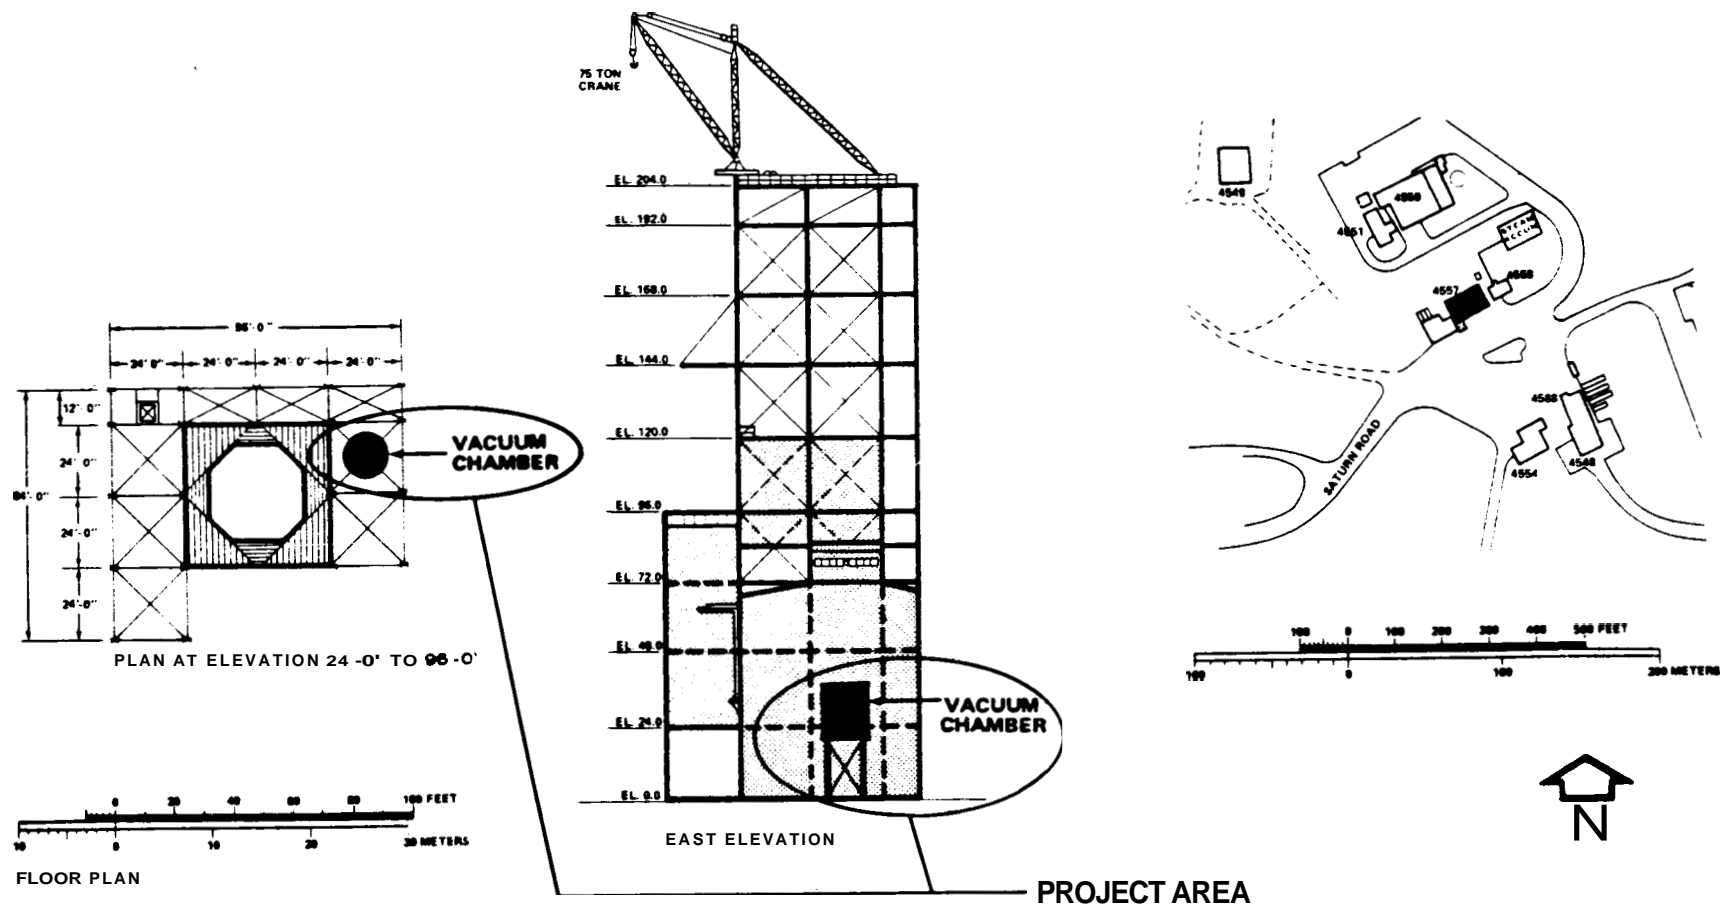 75 TON
CRANE
EL. 204.0
EL. 192.0
EL. 168.0
EL. 144.0
EL. 120.0
EL. 96.0
EL. 72.0
EL. 48.0
EL. 24.0
EL. 0.0
VACUUM
CHAMBER
EAST ELEVATION
96'-0"
24'-0" 24'-0" 24'-0" 24'-0"
12'-0"
24'-0"
84'-0"
24'-0"
24'-0"
VACUUM
CHAMBER
PLAN AT ELEVATION 24 -0' TO 96 -0'
0 20 40 60 80 100 FEET
10 0 10 20 30 METERS
FLOOR PLAN
PROJECT AREA
4549
4550
4551
STEAM
ACCUM
4558
4557
4588
4548
4554
SATURN ROAD
100 0 100 200 300 400 500 FEET
100 0 100 200 METERS
N